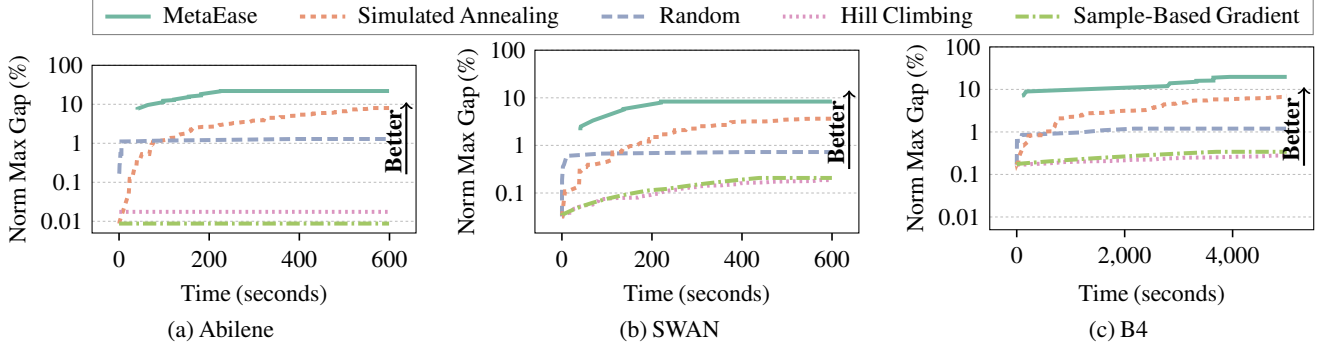 MetaEase Simulated Annealing Random Hill Climbing Sample-Based Gradient
Norm Max Gap (%)
100
10
1
0.1
0.01
0 200 400 600
Time (seconds)
Better
(a) Abilene
Norm Max Gap (%)
100
10
1
0.1
0 200 400 600
Time (seconds)
Better
(b) SWAN
Norm Max Gap (%)
100
10
1
0.1
0.01
0 2,000 4,000
Time (seconds)
Better
(c) B4